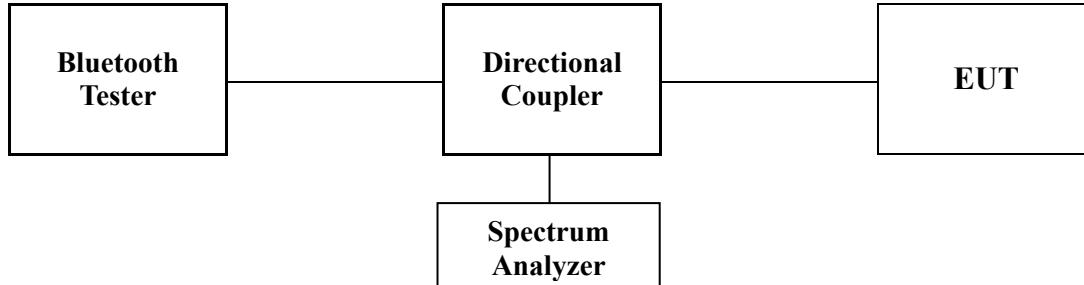 Bluetooth
Tester
Directional
Coupler
EUT
Spectrum
Analyzer